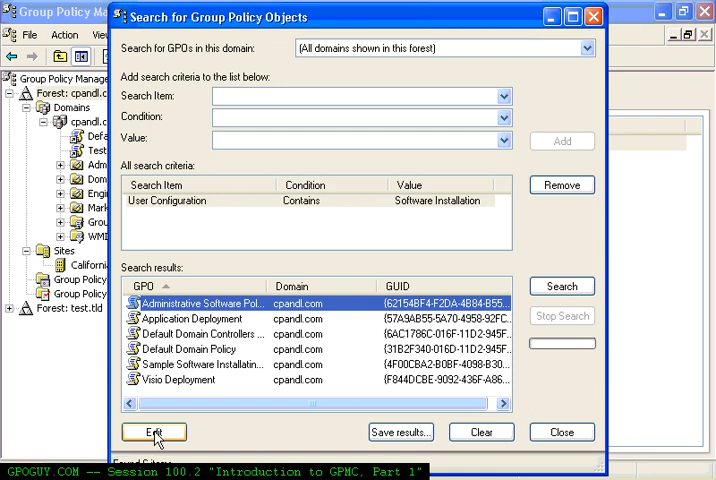 Group Policy Ma
Search for Group Policy Objects
File
Action
Vie
Search for GPOs in this domain:
(All domains shown in this forest)
Group Policy Manage
Add search criteria to the list below:
Forest: cpandl.c
Search Item:
Domains
Condition:
cpandl.c
Defa
Value:
Add
Test
Adm
All search criteria:
Dom
Search Item
Condition
Value
Remove
Engi
User Configuration
Contains
Software Installation
Mark
Grou
WMI
Sites
California
Search results:
Group Policy
GPO
Domain
GUID
Search
Group Policy
Administrative Software Pol...
cpandl.com
{62154BF4-F2DA-4B84-B55...
Forest: test.tld
Application Deployment
cpandl.com
{57A9AB55-5A70-4958-92FC...
Stop Search
Default Domain Controllers ...
cpandl.com
{6AC1786C-016F-11D2-945F...
Default Domain Policy
cpandl.com
{31B2F340-016D-11D2-945F...
Sample Software Installatin...
cpandl.com
{4F00CBA2-B0BF-4098-B30...
Visio Deployment
cpandl.com
{F844DCBE-9092-436F-A86...
Edit
Save results...
Clear
Close
GPOGUY.COM -- Session 100.2 "Introduction to GPMC, Part 1"